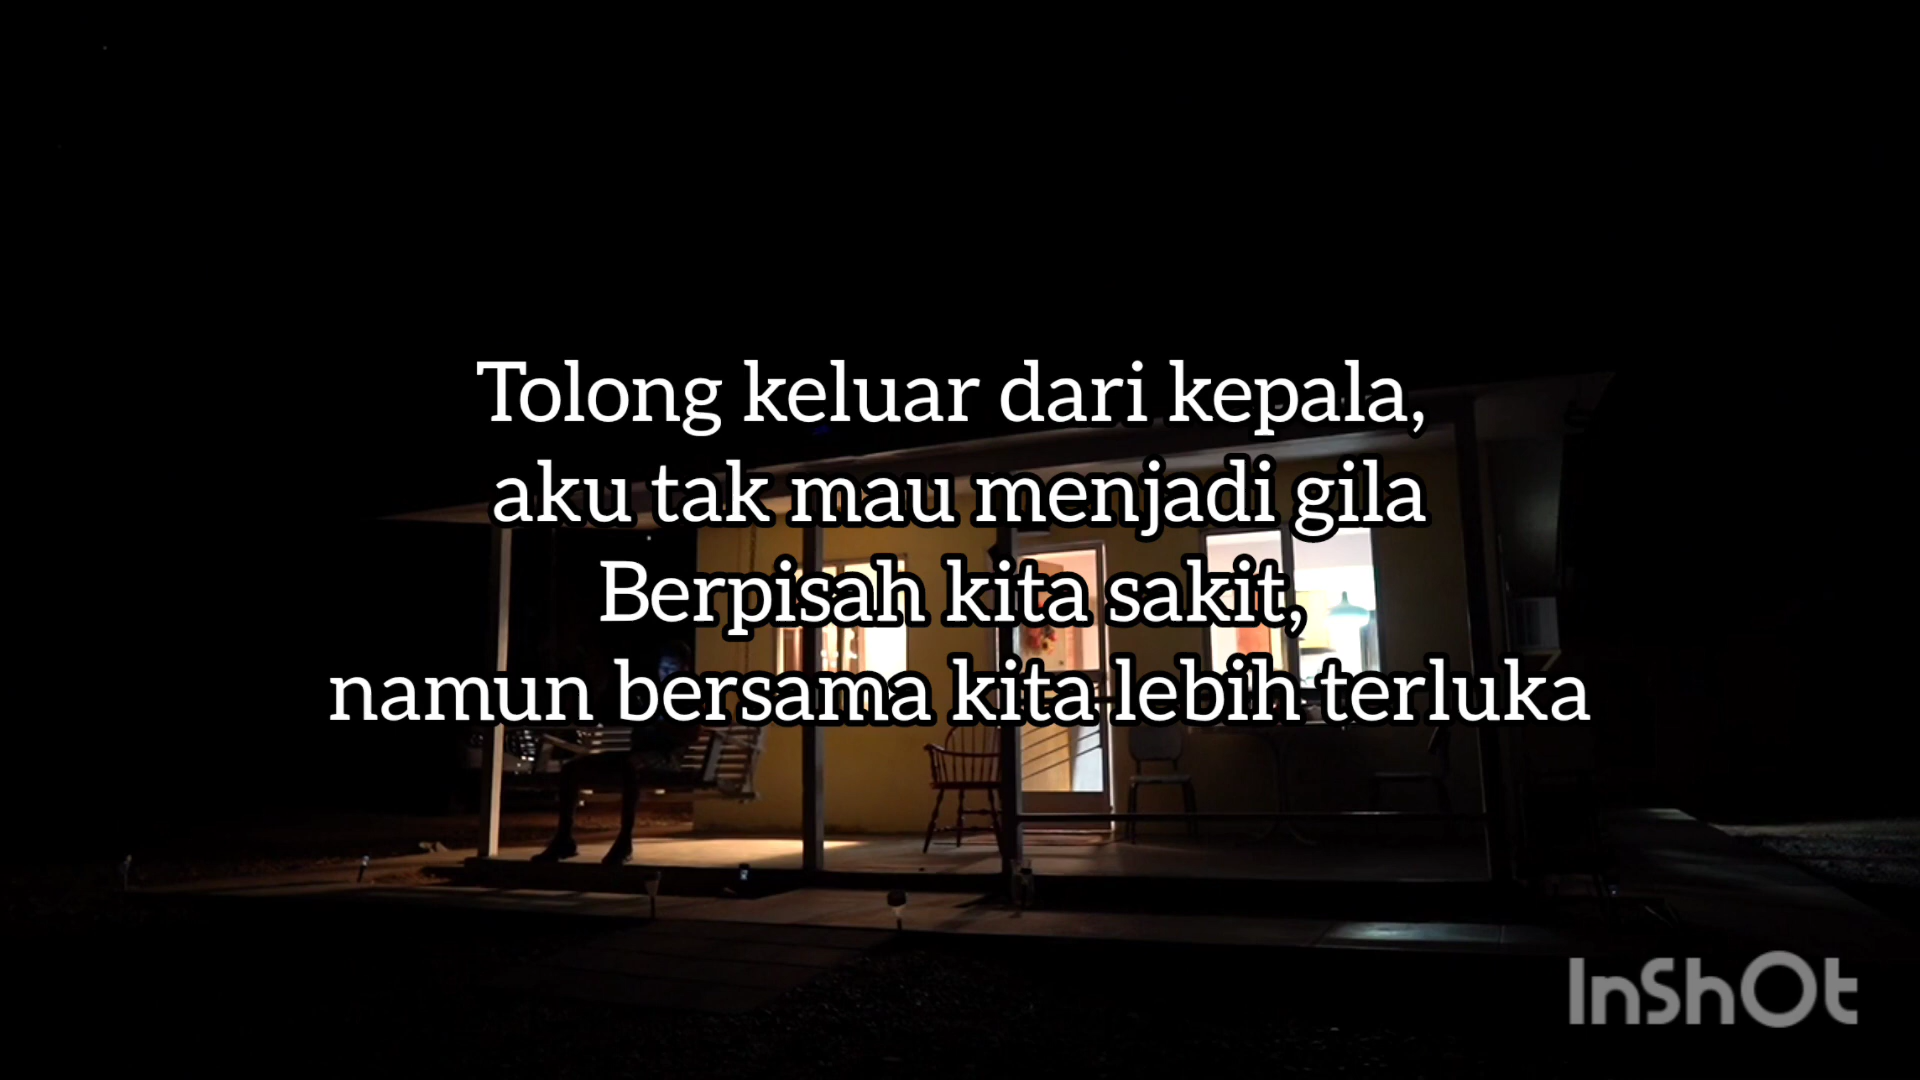 Tolong keluar dari kepala,
aku tak mau menjadi gila
Berpisah kita sakit,
namun bersama kita lebih terluka
InShOt